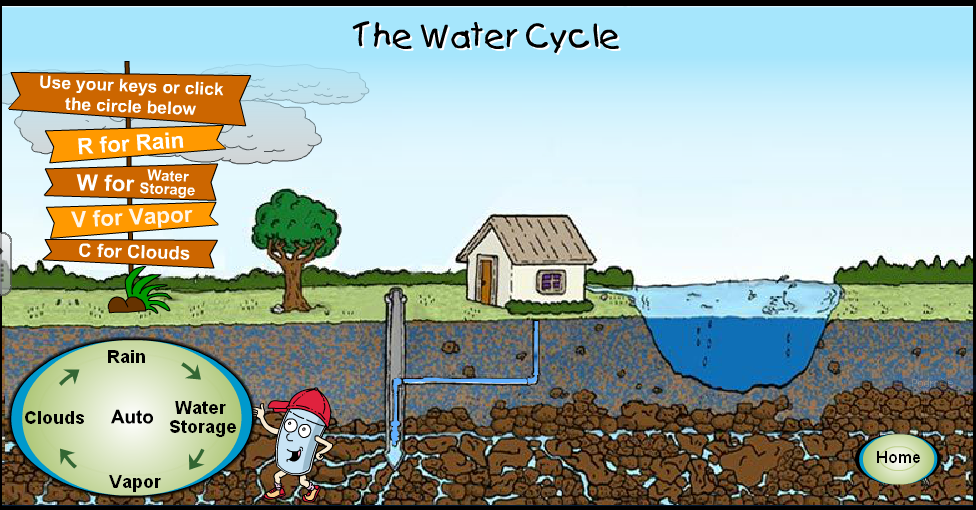 The Water Cycle
Use your keys or click
the circle below
R for Rain
W for Water
Storage
V for Vapor
C for Clouds
Rain
Clouds
Auto
Water
Storage
Vapor
Home